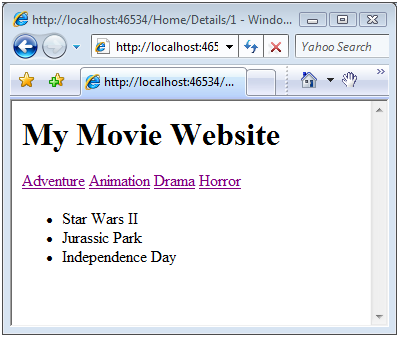 http://localhost:46534/Home/Details/1 - Windo...
http://localhost:465
Yahoo Search
http://localhost:46534/...
My Movie Website
Adventure Animation Drama Horror
Star Wars II
Jurassic Park
Independence Day